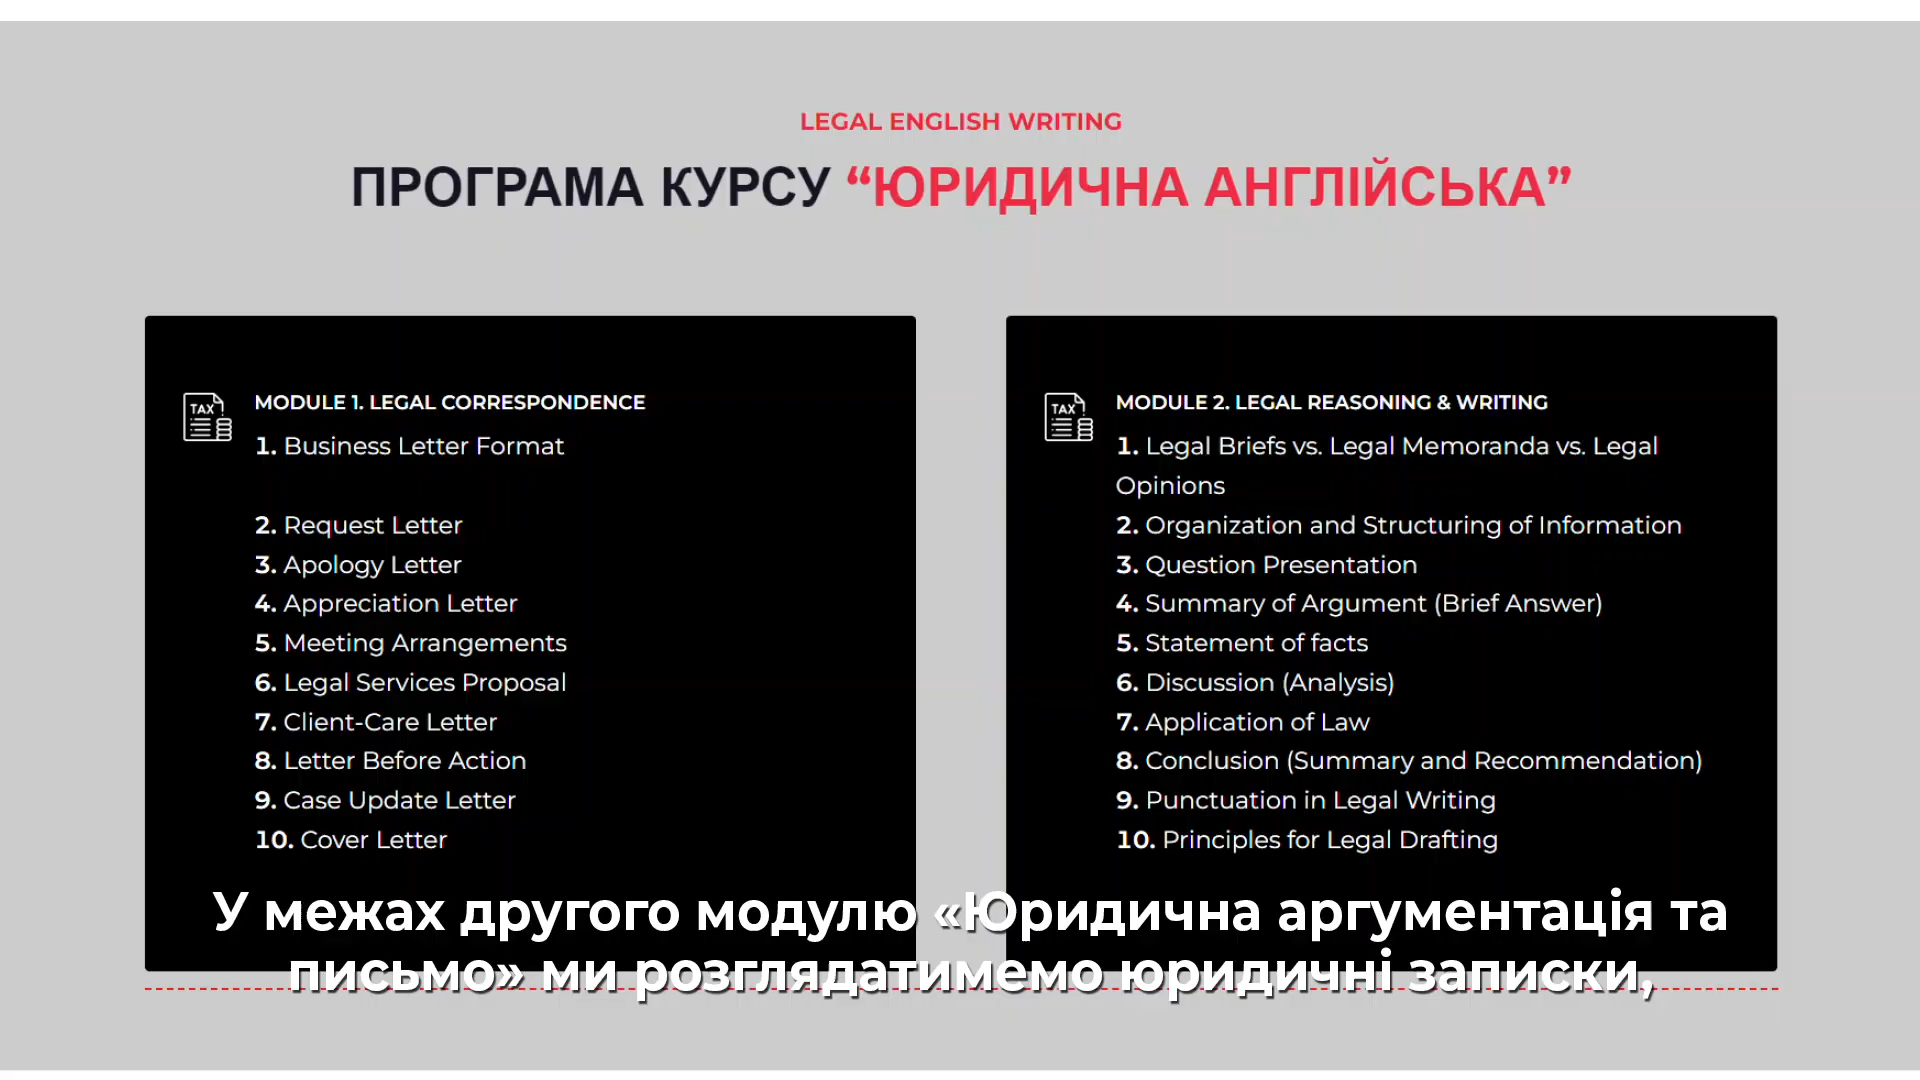 LEGAL ENGLISH WRITING
ПРОГРАМА КУРСУ “ЮРИДИЧНА АНГЛІЙСЬКА”
TAX
MODULE 1. LEGAL CORRESPONDENCE
1. Business Letter Format
2. Request Letter
3. Apology Letter
4. Appreciation Letter
5. Meeting Arrangements
6. Legal Services Proposal
7. Client-Care Letter
8. Letter Before Action
9. Case Update Letter
10. Cover Letter
TAX
MODULE 2. LEGAL REASONING & WRITING
1. Legal Briefs vs. Legal Memoranda vs. Legal
Opinions
2. Organization and Structuring of Information
3. Question Presentation
4. Summary of Argument (Brief Answer)
5. Statement of facts
6. Discussion (Analysis)
7. Application of Law
8. Conclusion (Summary and Recommendation)
9. Punctuation in Legal Writing
10. Principles for Legal Drafting
У межах другого модулю «Юридична аргументація та
письмо» ми розглядатимемо юридичні записки,